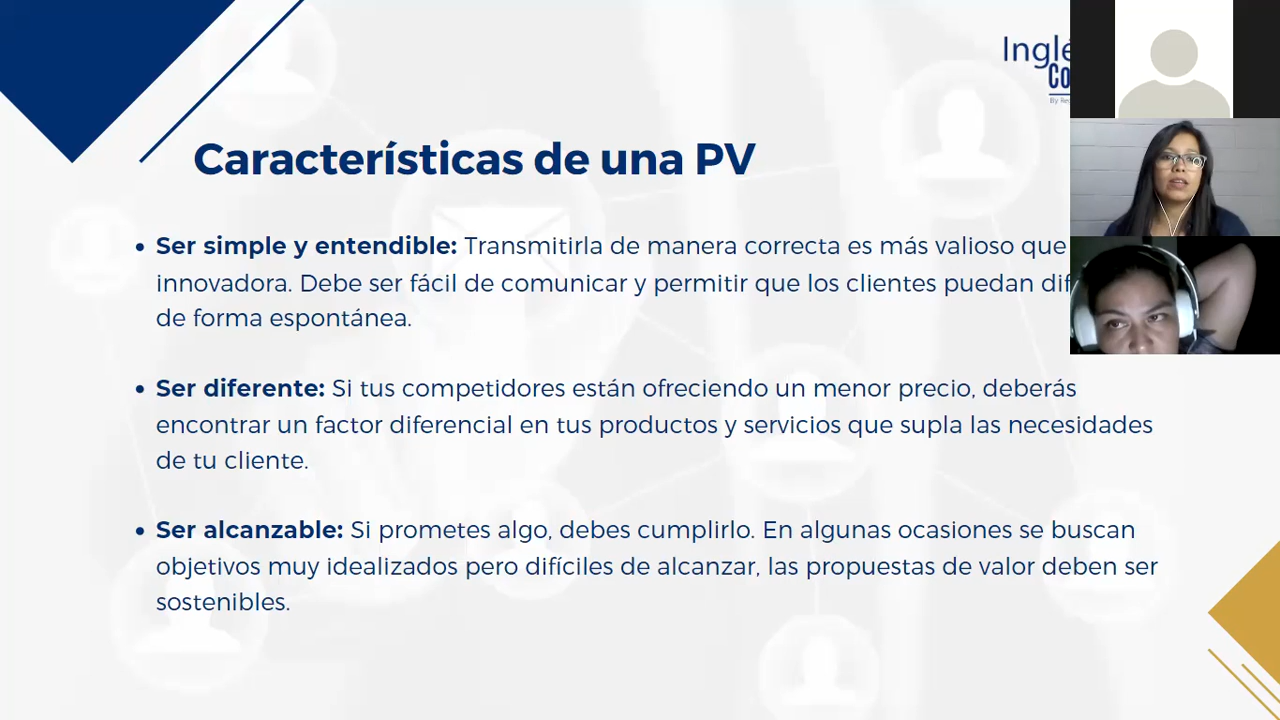 Características de una PV
• Ser simple y entendible: Transmitirla de manera correcta es más valioso que
innovadora. Debe ser fácil de comunicar y permitir que los clientes puedan
de forma espontánea.
• Ser diferente: Si tus competidores están ofreciendo un menor precio, deberás
encontrar un factor diferencial en tus productos y servicios que supla las necesidades
de tu cliente.
• Ser alcanzable: Si prometes algo, debes cumplirlo. En algunas ocasiones se buscan
objetivos muy idealizados pero difíciles de alcanzar, las propuestas de valor deben ser
sostenibles.